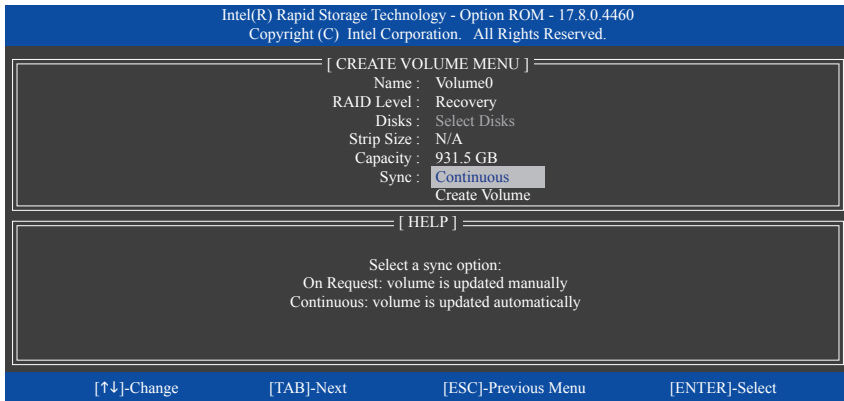 Intel(R) Rapid Storage Technology - Option ROM - 17.8.0.4460
Copyright (C) Intel Corporation. All Rights Reserved.
[ CREATE VOLUME MENU ]
Name : Volume0
RAID Level : Recovery
Disks : Select Disks
Strip Size : N/A
Capacity : 931.5 GB
Sync : Continuous
Create Volume
[ HELP ]
Select a sync option:
On Request: volume is updated manually
Continuous: volume is updated automatically
[↑↓]-Change [TAB]-Next [ESC]-Previous Menu [ENTER]-Select